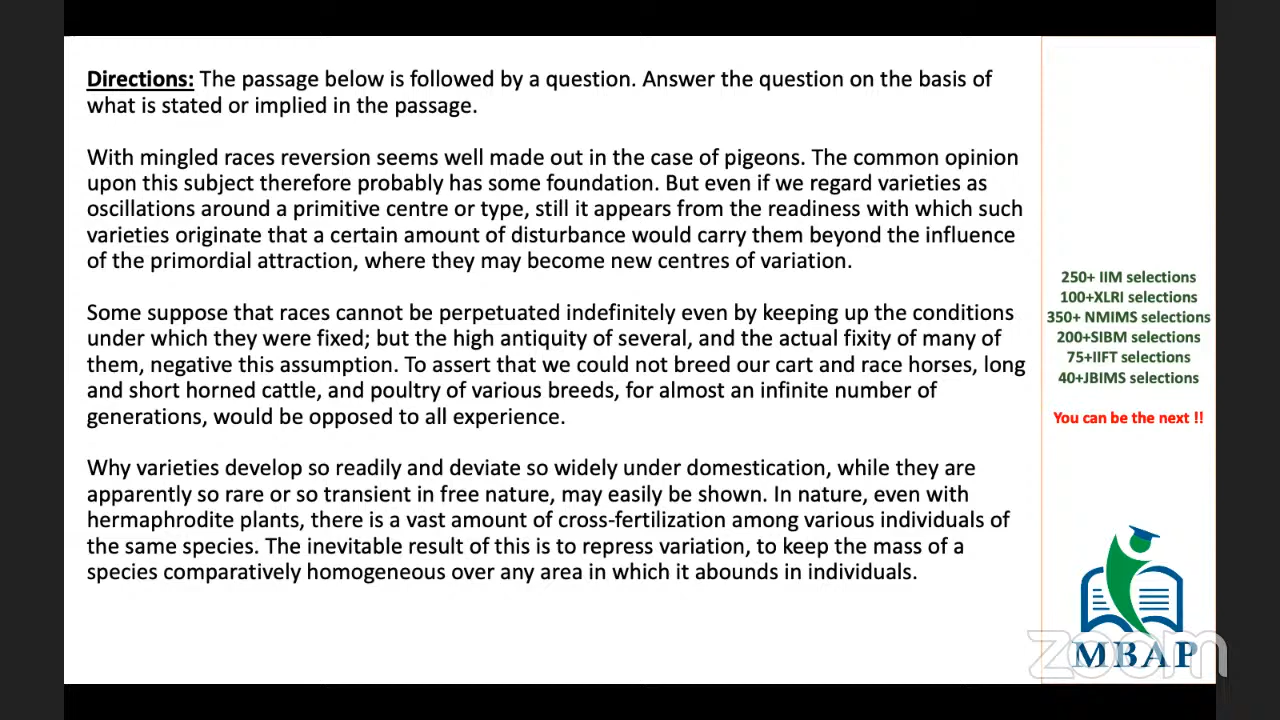 Directions: The passage below is followed by a question. Answer the question on the basis of
what is stated or implied in the passage.
With mingled races reversion seems well made out in the case of pigeons. The common opinion
upon this subject therefore probably has some foundation. But even if we regard varieties as
oscillations around a primitive centre or type, still it appears from the readiness with which such
varieties originate that a certain amount of disturbance would carry them beyond the influence
of the primordial attraction, where they may become new centres of variation.
Some suppose that races cannot be perpetuated indefinitely even by keeping up the conditions
under which they were fixed; but the high antiquity of several, and the actual fixity of many of
them, negative this assumption. To assert that we could not breed our cart and race horses, long
and short horned cattle, and poultry of various breeds, for almost an infinite number of
generations, would be opposed to all experience.
Why varieties develop so readily and deviate so widely under domestication, while they are
apparently so rare or so transient in free nature, may easily be shown. In nature, even with
hermaphrodite plants, there is a vast amount of cross-fertilization among various individuals of
the same species. The inevitable result of this is to repress variation, to keep the mass of a
species comparatively homogeneous over any area in which it abounds in individuals.
250+ IIM selections
100+XLRI selections
350+ NMIMS selections
200+SIBM selections
75+IIFT selections
40+JBIMS selections
You can be the next !!
zoom
MBAP